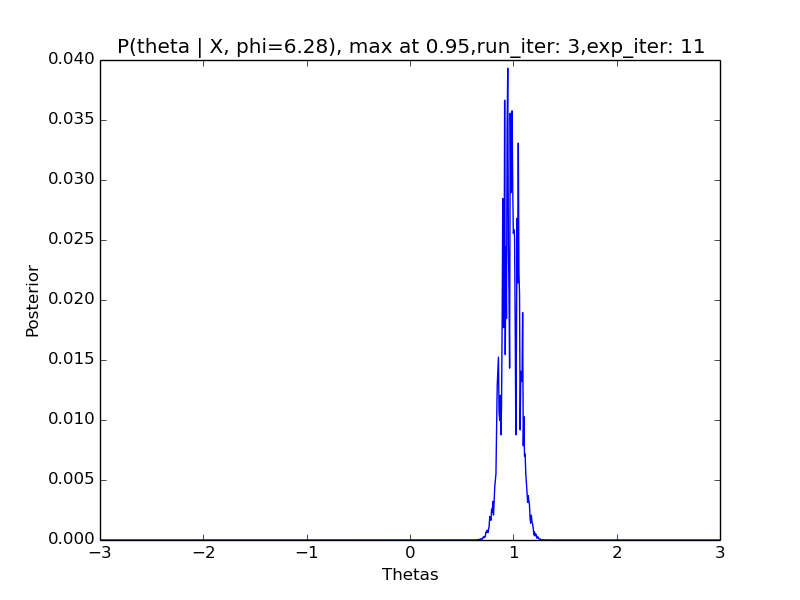 P(theta | X, phi=6.28), max at 0.95,run_iter: 3,exp_iter: 11
0.040
0.035
0.030
0.025
0.020
0.015
0.010
0.005
0.000
Posterior
−3 −2 −1 0 1 2 3
Thetas